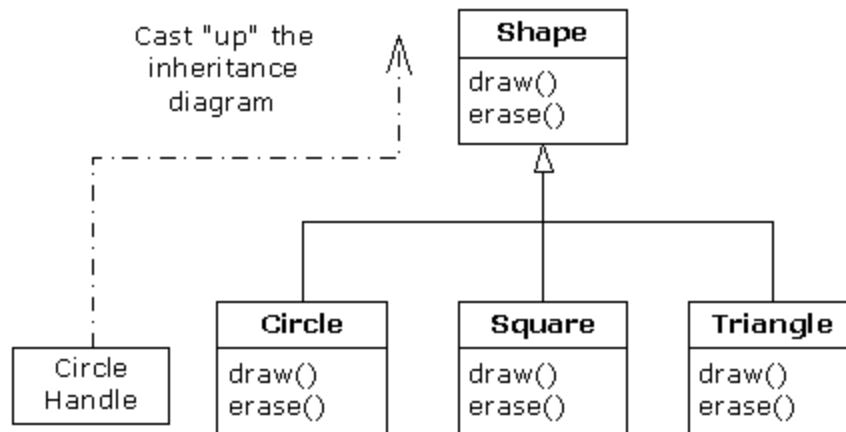 Cast "up" the
inheritance
diagram
Shape
draw()
erase()
Circle
Handle
Circle
draw()
erase()
Square
draw()
erase()
Triangle
draw()
erase()